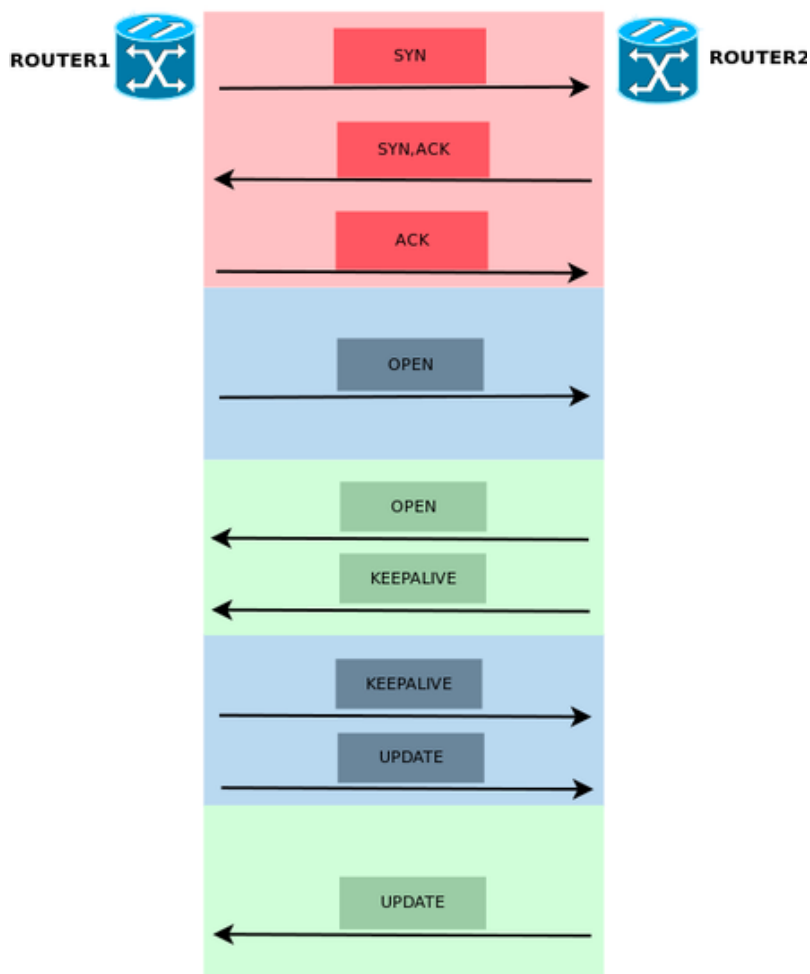 ROUTER1
ROUTER2
SYN
SYN,ACK
ACK
OPEN
OPEN
KEEPALIVE
KEEPALIVE
UPDATE
UPDATE